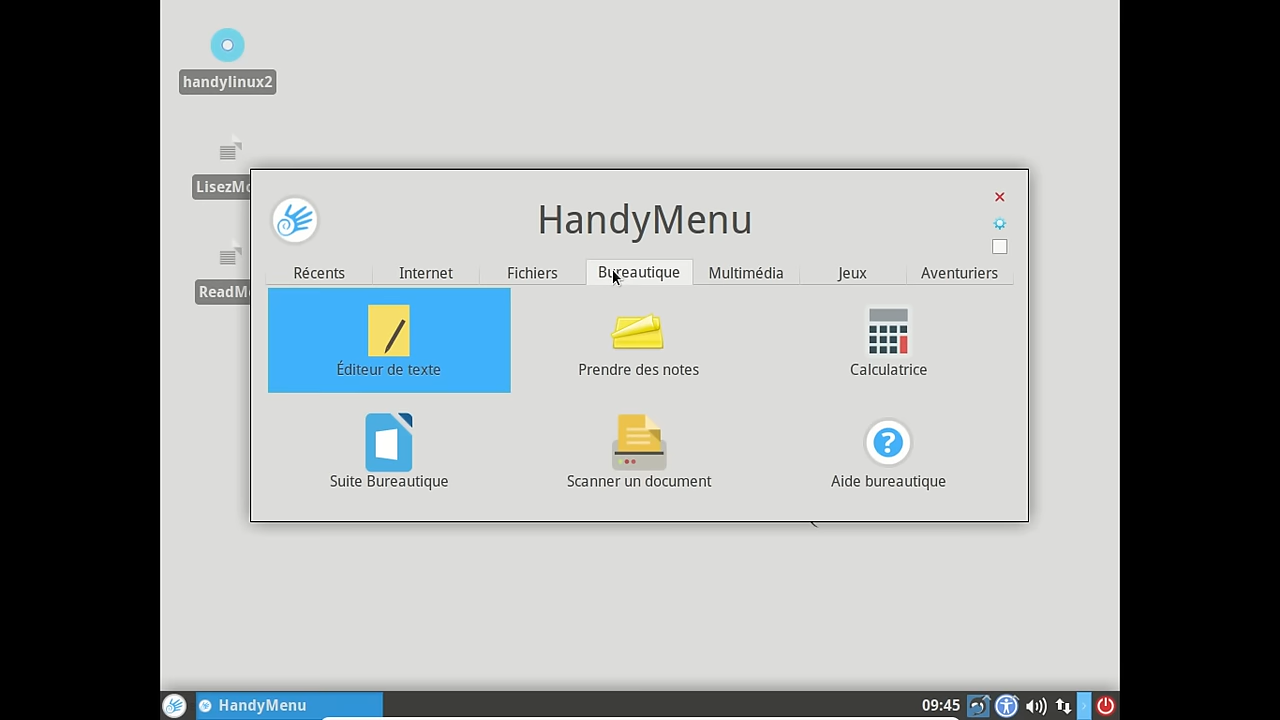 handylinux2
LisezMo
ReadMe
HandyMenu
Récents
Internet
Fichiers
Bureautique
Multimédia
Jeux
Aventuriers
Éditeur de texte
Prendre des notes
Calculatrice
Suite Bureautique
Scanner un document
Aide bureautique
HandyMenu
09:45